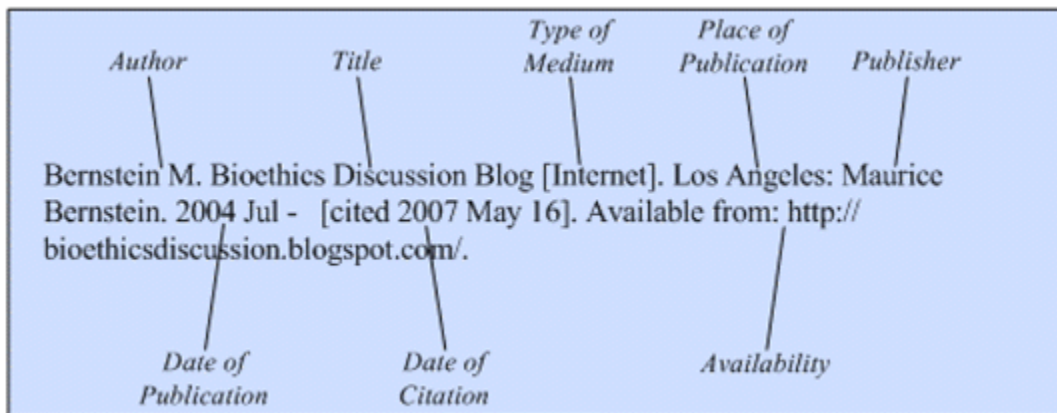 Type of Place of
Author Title Medium Publication Publisher
Bernstein M. Bioethics Discussion Blog [Internet]. Los Angeles: Maurice
Bernstein. 2004 Jul - [cited 2007 May 16]. Available from: http://
bioethicsdiscussion.blogspot.com/.
Date of Date of Availability
Publication Citation